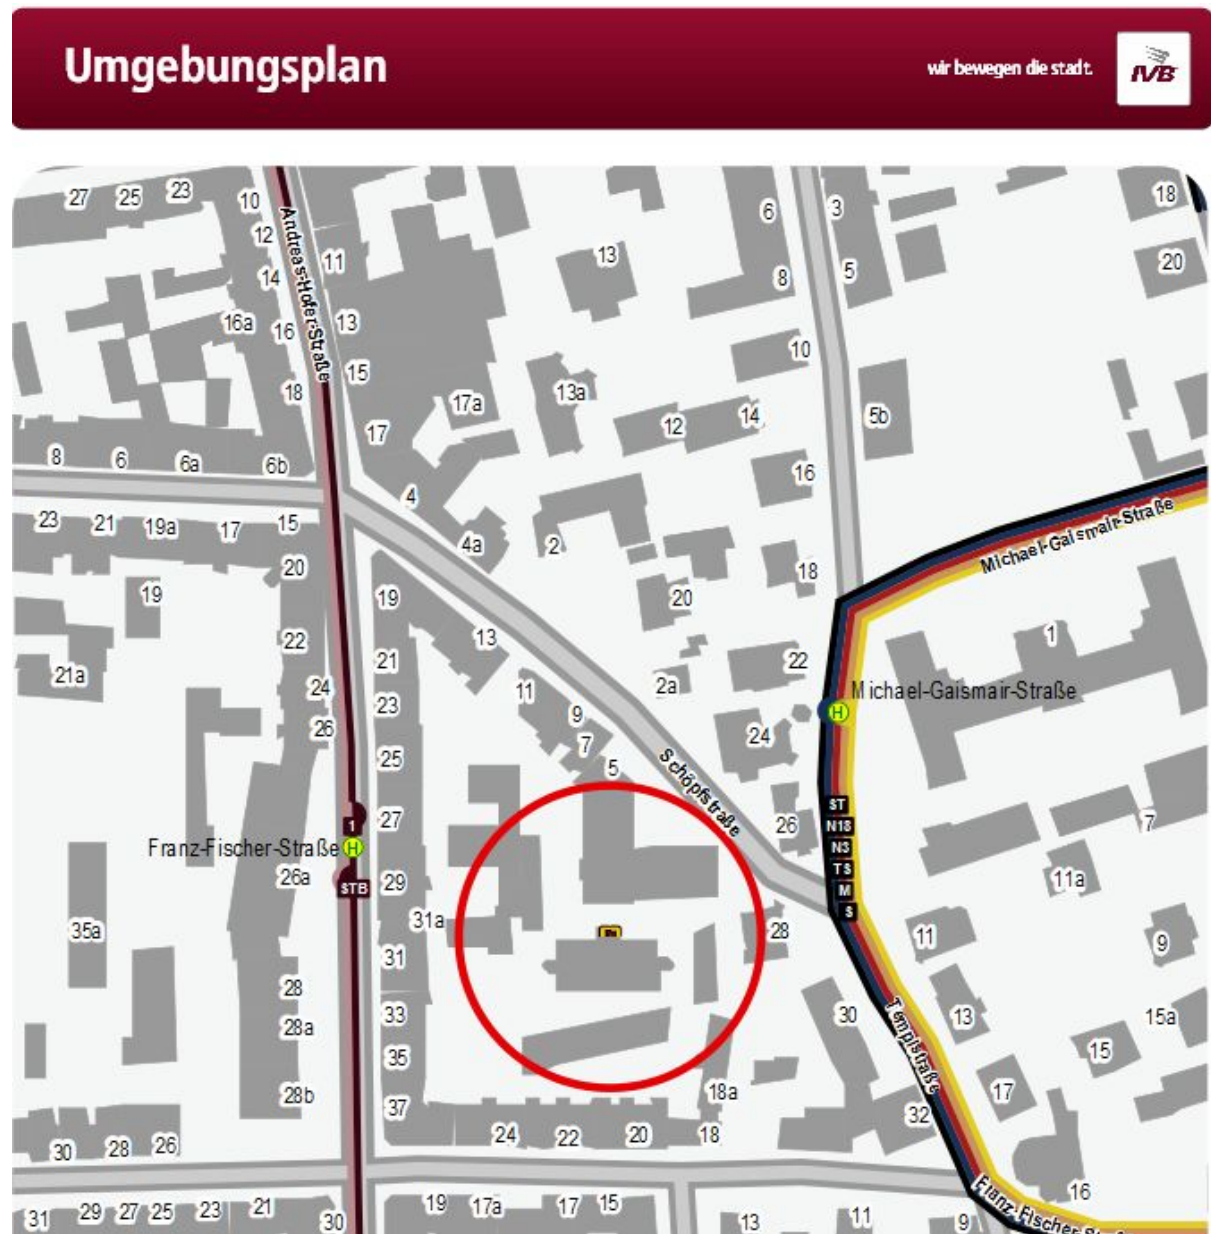 Umgebungsplan
wir bewegen die stadt.
IVB
27 25 23 10
12
14
16a 16
18
Andreas-Hofer-Straße
11
13
15
17
17a
13
13a
6
8
3
5
10
12 14
5b
16
18
20
8 6 6a 6b
4
4a
2
23 21 19a 17 15
20
19
19
13
20
18
Michael-Gaismair-Straße
1
21a
22
21
24
23
26
25
11
9
7
5
2a
22
24
26
Michael-Gaismair-Straße
Schöpfstraße
ST
N18
N3
TS
M
S
7
11a
1
Franz-Fischer-Straße H
H
STB
27
26a
29
31a
31
35a
28
28a
28b
33
35
37
28
11
9
30
13
15a
15
17
Templstraße
18a
32
30 28 26
24 22 20 18
16
31 29 27 25 23 21 30
19 17a 17 15
13 11 9